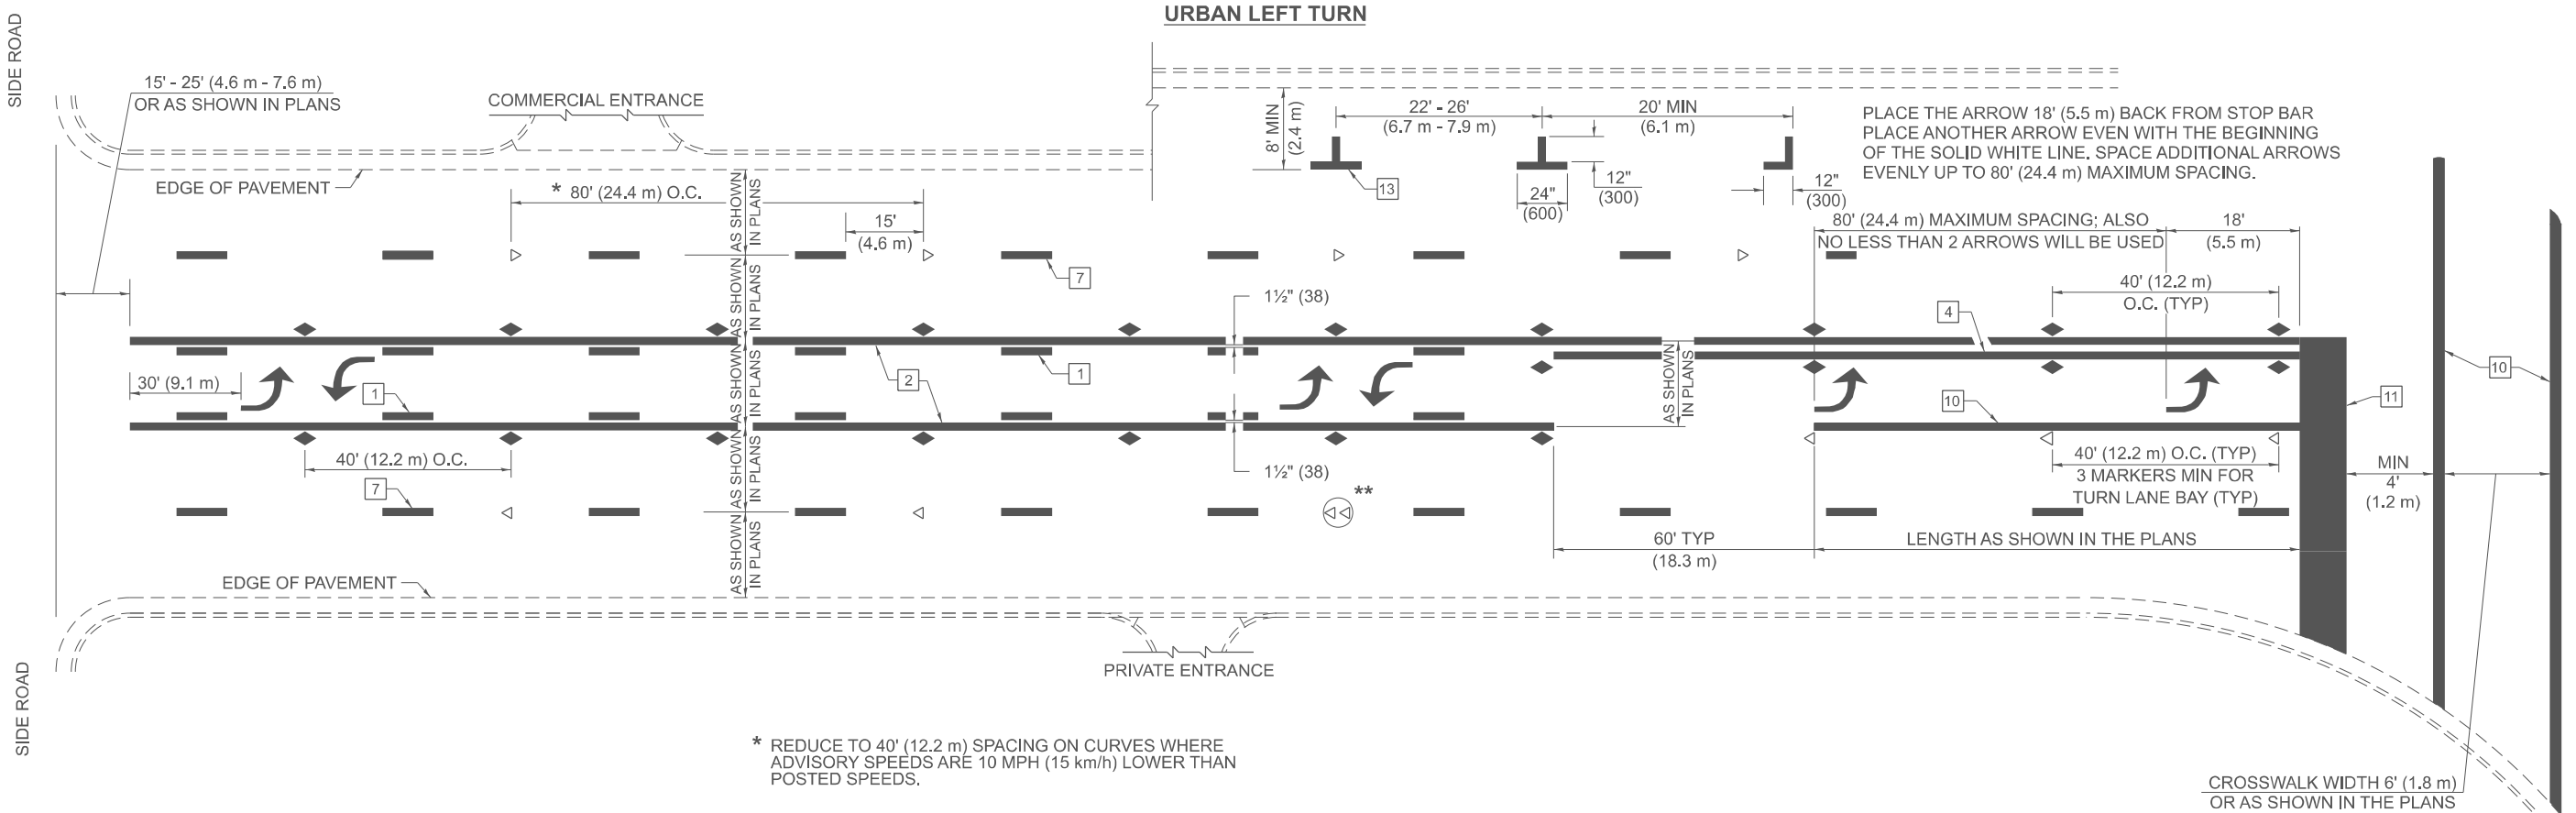 URBAN LEFT TURN
SIDE ROAD
15' - 25' (4.6 m - 7.6 m)
OR AS SHOWN IN PLANS
COMMERCIAL ENTRANCE
EDGE OF PAVEMENT
* 80' (24.4 m) O.C.
15'
(4.6 m)
AS SHOWN
IN PLANS
AS SHOWN
IN PLANS
AS SHOWN
IN PLANS
AS SHOWN
IN PLANS
AS SHOWN
IN PLANS
8' MIN
(2.4 m)
22' - 26'
(6.7 m - 7.9 m)
20' MIN
(6.1 m)
13
24"
(600)
12"
(300)
12"
(300)
PLACE THE ARROW 18' (5.5 m) BACK FROM STOP BAR
PLACE ANOTHER ARROW EVEN WITH THE BEGINNING
OF THE SOLID WHITE LINE. SPACE ADDITIONAL ARROWS
EVENLY UP TO 80' (24.4 m) MAXIMUM SPACING.
80' (24.4 m) MAXIMUM SPACING; ALSO
NO LESS THAN 2 ARROWS WILL BE USED
18'
(5.5 m)
7
1½" (38)
40' (12.2 m)
O.C. (TYP)
4
30' (9.1 m)
1
2
1
AS SHOWN
IN PLANS
10
11
10
40' (12.2 m) O.C.
7
1½" (38)
**
40' (12.2 m) O.C. (TYP)
3 MARKERS MIN FOR
TURN LANE BAY (TYP)
MIN
4'
(1.2 m)
60' TYP
(18.3 m)
LENGTH AS SHOWN IN THE PLANS
EDGE OF PAVEMENT
PRIVATE ENTRANCE
SIDE ROAD
* REDUCE TO 40' (12.2 m) SPACING ON CURVES WHERE
ADVISORY SPEEDS ARE 10 MPH (15 km/h) LOWER THAN
POSTED SPEEDS.
CROSSWALK WIDTH 6' (1.8 m)
OR AS SHOWN IN THE PLANS